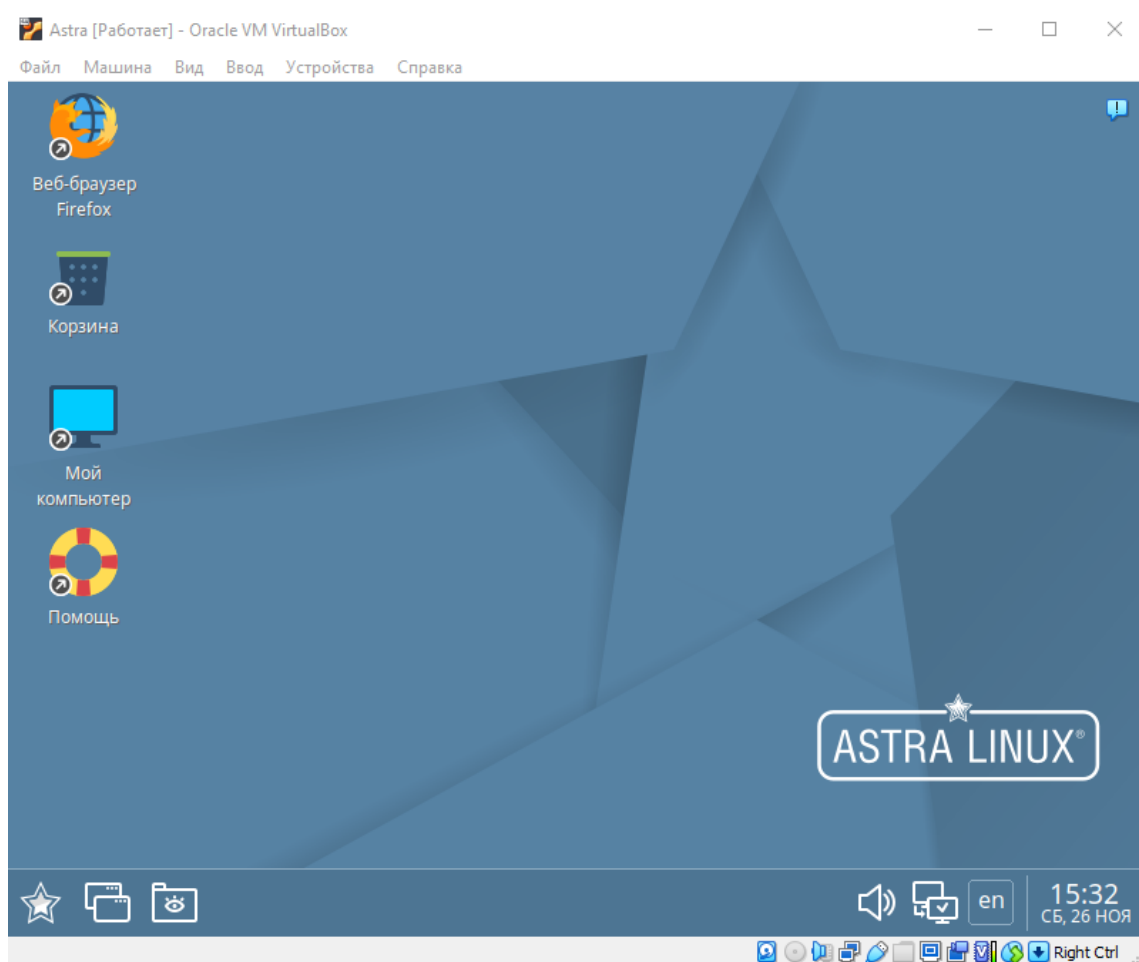 Astra [Работает] - Oracle VM VirtualBox
Файл Машина Вид Ввод Устройства Справка
Веб-браузер
Firefox
Корзина
Мой
компьютер
Помощь
ASTRA LINUX®
en
15:32
СБ, 26 НОЯ
Right Ctrl